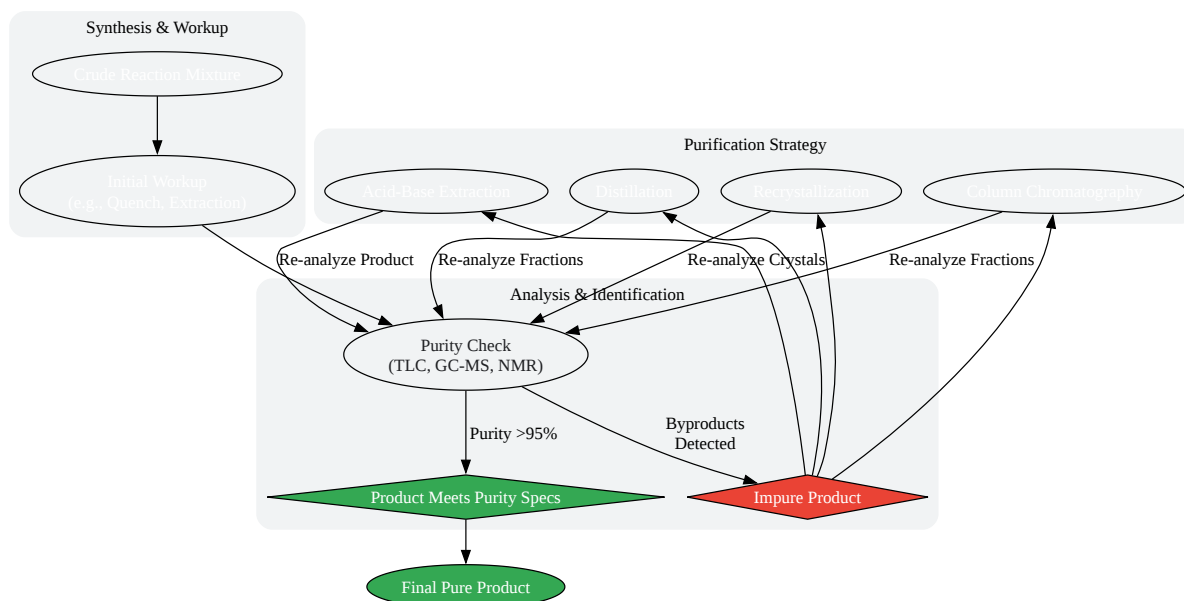 Synthesis & Workup
Crude Reaction Mixture
Purification Strategy
Initial Workup
(e.g., Quench, Extraction)
Acid-Base Extraction
Distillation
Recrystallization
Column Chromatography
Re-analyze Product
Re-analyze Fractions
Re-analyze Crystals
Re-analyze Fractions
Analysis & Identification
Purity Check
(TLC, GC-MS, NMR)
Purity >95%
Byproducts
Detected
Product Meets Purity Specs
Impure Product
Final Pure Product